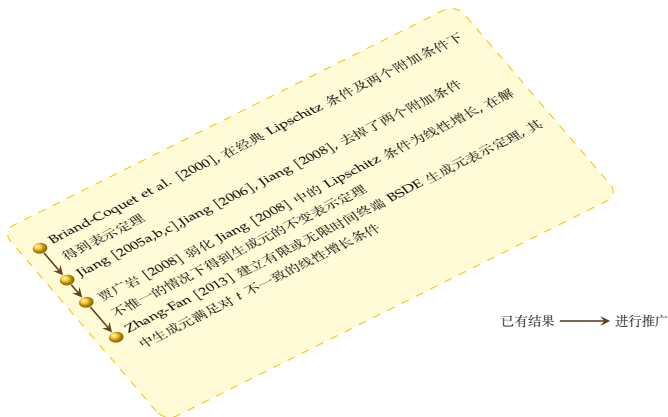 Briand-Coquet et al. [2000], 在经典 Lipschitz 条件及两个附加条件下
得到表示定理
Jiang [2005a,b,c],Jiang [2006], Jiang [2008], 去掉了两个附加条件
贾广岩 [2008] 弱化 Jiang [2008] 中的 Lipschitz 条件为线性增长, 在解
不惟一的情况下得到生成元的不变表示定理
Zhang-Fan [2013] 建立有限或无限时间终端 BSDE 生成元表示定理, 其
中生成元满足对 t 不一致的线性增长条件
已有结果 进行推广